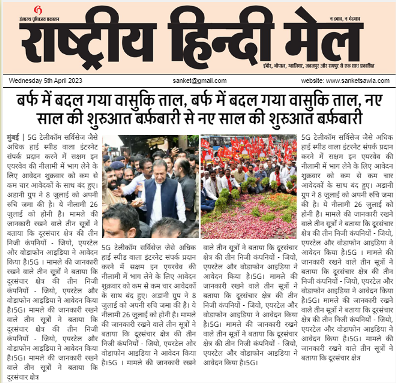 राष्ट्रीय हिन्दी मेल
इंदौर, भोपाल, ग्वालियर, जबलपुर और रायपुर से एक साथ प्रकाशित
Wednesday 5th April 2023 sanket@gmail.com website: www.sanketsawla.com
बर्फ में बदल गया वासुकि ताल, बर्फ में बदल गया वासुकि ताल, नए
साल की शुरुआत बर्फबारी से नए साल की शुरुआत बर्फबारी
मुंबई | 5G टेलीकॉम सर्विसेज जैसे
अधिक हाई स्पीड वाला इंटरनेट
संपर्क प्रदान करने में सक्षम इन
एयरवेव की नीलामी में भाग लेने के
लिए आवेदन शुक्रवार को कम से
कम चार आवेदकों के साथ बंद हुए।
अडानी ग्रुप ने 8 जुलाई को अपनी
रुचि जमा की है। ये नीलामी 26
जुलाई को होनी है। मामले की
जानकारी रखने वाले तीन सूत्रों ने
बताया कि दूरसंचार क्षेत्र की तीन
निजी कंपनियों - जियो, एयरटेल
और वोडाफोन आइडिया ने आवेदन
किया है।5G। मामले की जानकारी
रखने वाले तीन सूत्रों ने बताया कि
दूरसंचार क्षेत्र की तीन निजी
कंपनियों - जियो, एयरटेल और
वोडाफोन आइडिया ने आवेदन किया
है।5G। मामले की जानकारी रखने
वाले तीन सूत्रों ने बताया कि
दूरसंचार क्षेत्र की तीन निजी
कंपनियों - जियो, एयरटेल और
वोडाफोन आइडिया ने आवेदन किया
है।5G। मामले की जानकारी रखने
वाले तीन सूत्रों ने बताया कि
दूरसंचार क्षेत्र
5G टेलीकॉम सर्विसेज जैसे अधिक
हाई स्पीड वाला इंटरनेट संपर्क प्रदान
करने में सक्षम इन एयरवेव की
नीलामी में भाग लेने के लिए आवेदन
शुक्रवार को कम से कम चार आवेदकों
के साथ बंद हुए। अडानी ग्रुप ने 8
जुलाई को अपनी रुचि जमा की है। ये
नीलामी 26 जुलाई को होनी है। मामले
की जानकारी रखने वाले तीन सूत्रों ने
बताया कि दूरसंचार क्षेत्र की तीन
निजी कंपनियों - जियो, एयरटेल और
वोडाफोन आइडिया ने आवेदन किया
है।5G । मामले की जानकारी रखने
वाले तीन सूत्रों ने बताया कि दूरसंचार
क्षेत्र की तीन निजी कंपनियों - जियो,
एयरटेल और वोडाफोन आइडिया ने
आवेदन किया है।5G। मामले की
जानकारी रखने वाले तीन सूत्रों ने
बताया कि दूरसंचार क्षेत्र की तीन
निजी कंपनियों - जियो, एयरटेल और
वोडाफोन आइडिया ने आवेदन किया
है।5G। मामले की जानकारी रखने
वाले तीन सूत्रों ने बताया कि दूरसंचार
क्षेत्र की तीन निजी कंपनियों - जियो,
एयरटेल और वोडाफोन आइडिया ने
आवेदन किया है।5G।
5G टेलीकॉम सर्विसेज जैसे
अधिक हाई स्पीड वाला इंटरनेट
संपर्क प्रदान करने में सक्षम इन
एयरवेव की नीलामी में भाग लेने के
लिए आवेदन शुक्रवार को कम से
कम चार आवेदकों के साथ बंद
हुए। अडानी ग्रुप ने 8 जुलाई को
अपनी रुचि जमा की है। ये
नीलामी 26 जुलाई को होनी है।
मामले की जानकारी रखने वाले
तीन सूत्रों ने बताया कि दूरसंचार
क्षेत्र की तीन निजी कंपनियों -
जियो, एयरटेल और वोडाफोन
आइडिया ने आवेदन किया है।5G ।
मामले की जानकारी रखने वाले
तीन सूत्रों ने बताया कि दूरसंचार
क्षेत्र की तीन निजी कंपनियों -
जियो, एयरटेल और वोडाफोन
आइडिया ने आवेदन किया है।5G।
मामले की जानकारी रखने वाले
तीन सूत्रों ने बताया कि दूरसंचार
क्षेत्र की तीन निजी कंपनियों -
जियो, एयरटेल और वोडाफोन
आइडिया ने आवेदन किया है।5G।
मामले की जानकारी रखने वाले तीन
सूत्रों ने बताया कि दूरसंचार क्षेत्र